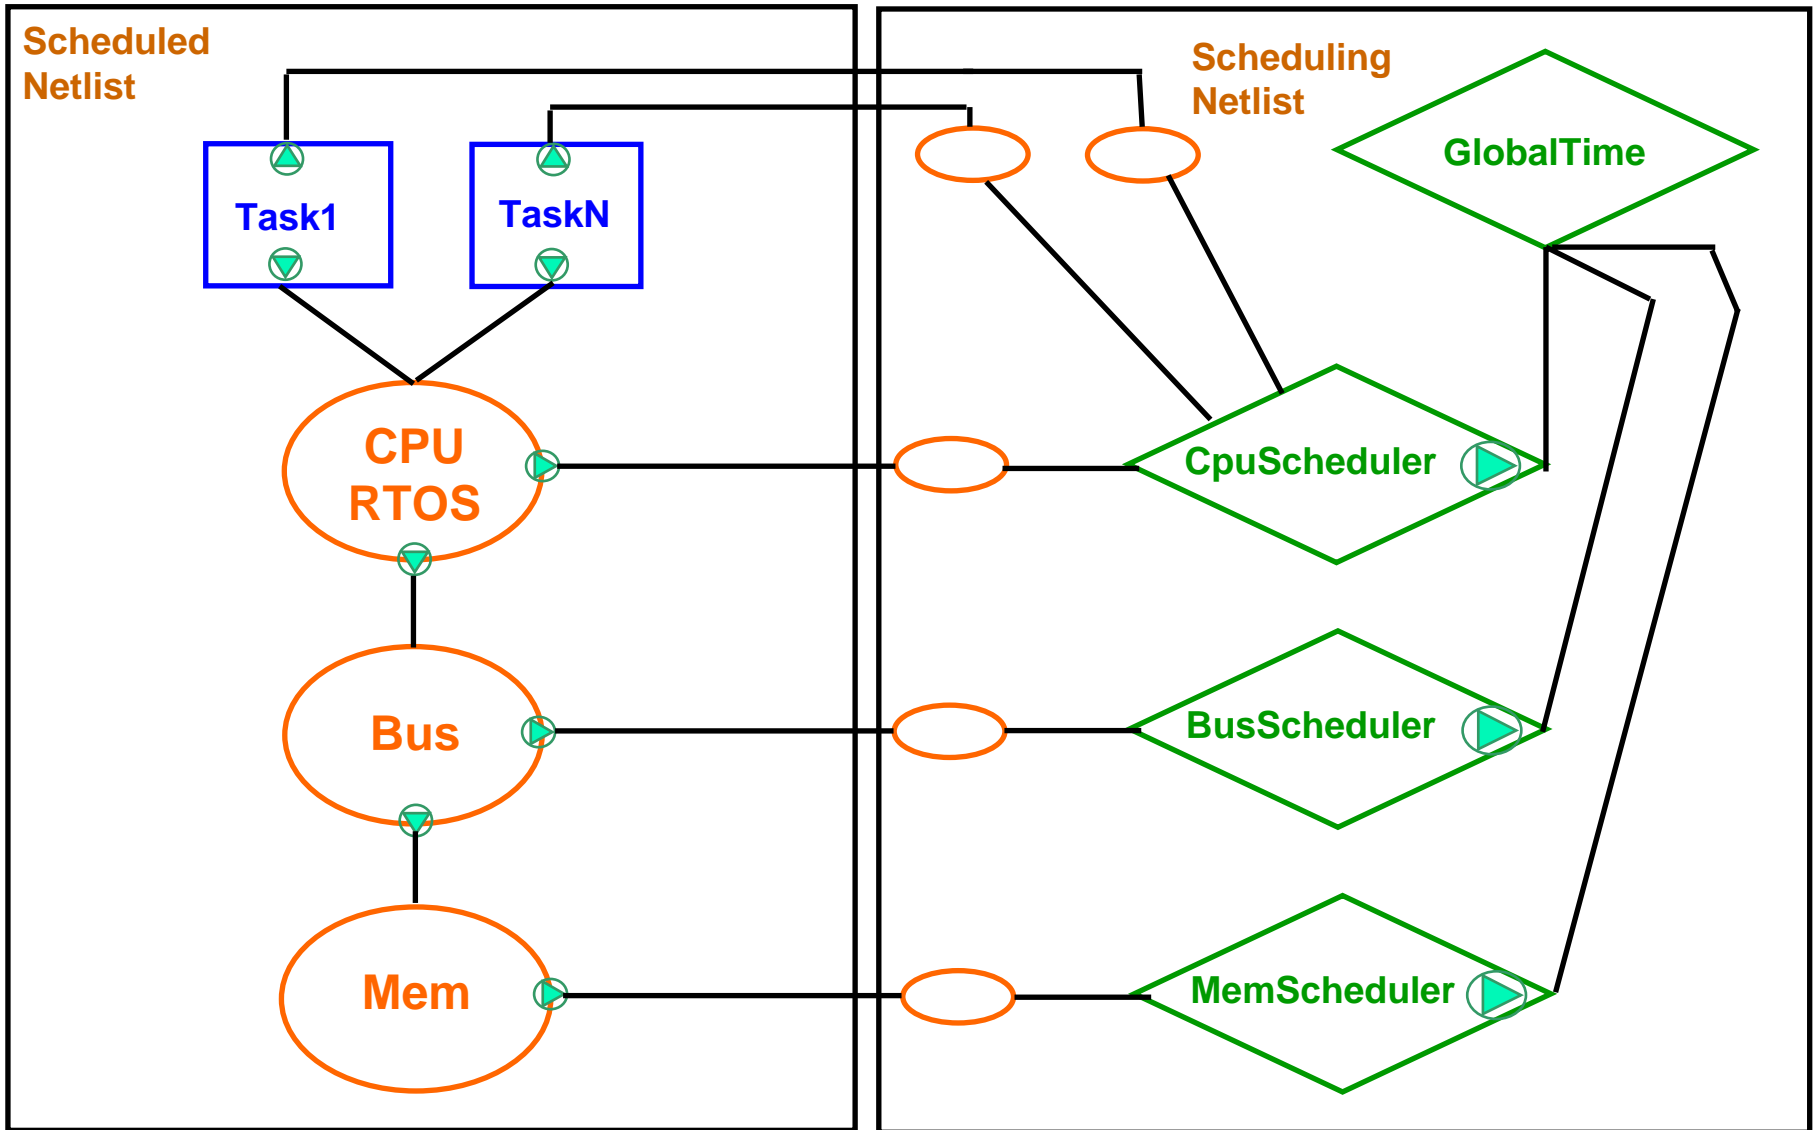 Scheduled
Netlist
Scheduling
Netlist
GlobalTime
Task1
TaskN
CPU
RTOS
CpuScheduler
Bus
BusScheduler
Mem
MemScheduler